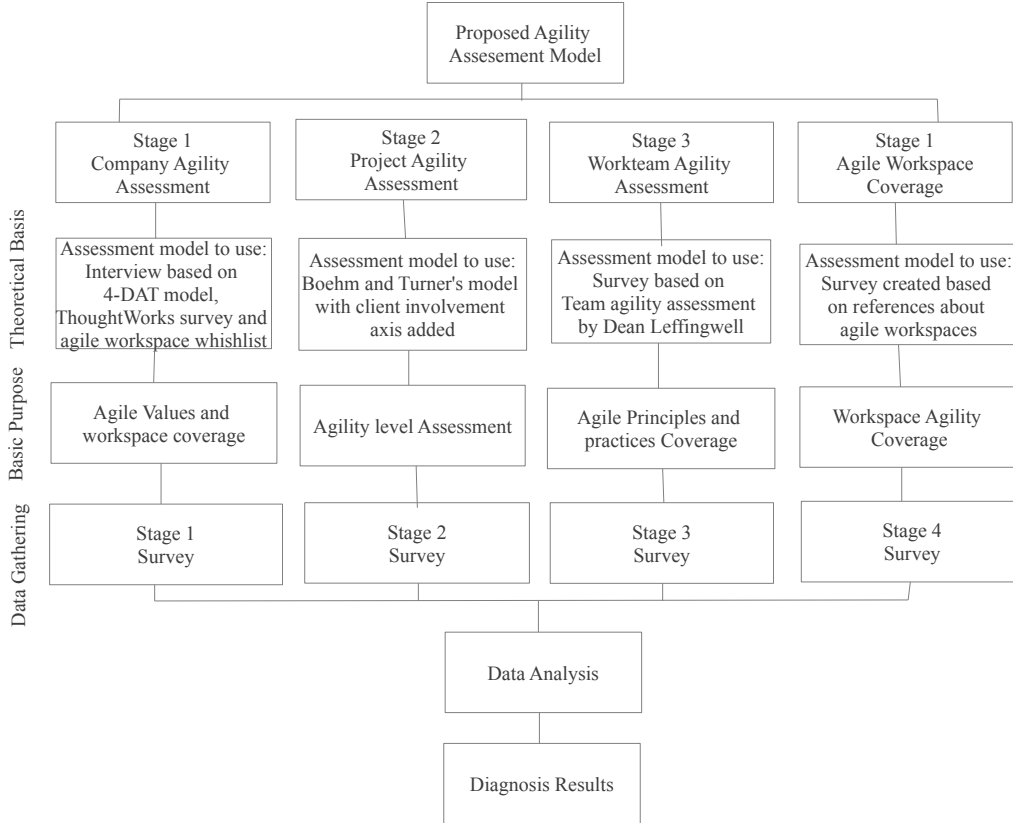 Proposed Agility
Assesement Model
Stage 1
Company Agility
Assessment
Stage 2
Project Agility
Assessment
Stage 3
Workteam Agility
Assessment
Stage 1
Agile Workspace
Coverage
Theoretical Basis
Assessment model to use:
Interview based on
4-DAT model,
ThoughtWorks survey and
agile workspace whishlist
Assessment model to use:
Boehm and Turner's model
with client involvement
axis added
Assessment model to use:
Survey based on
Team agility assessment
by Dean Leffingwell
Assessment model to use:
Survey created based
on references about
agile workspaces
Basic Purpose
Agile Values and
workspace coverage
Agility level Assessment
Agile Principles and
practices Coverage
Workspace Agility
Coverage
Data Gathering
Stage 1
Survey
Stage 2
Survey
Stage 3
Survey
Stage 4
Survey
Data Analysis
Diagnosis Results